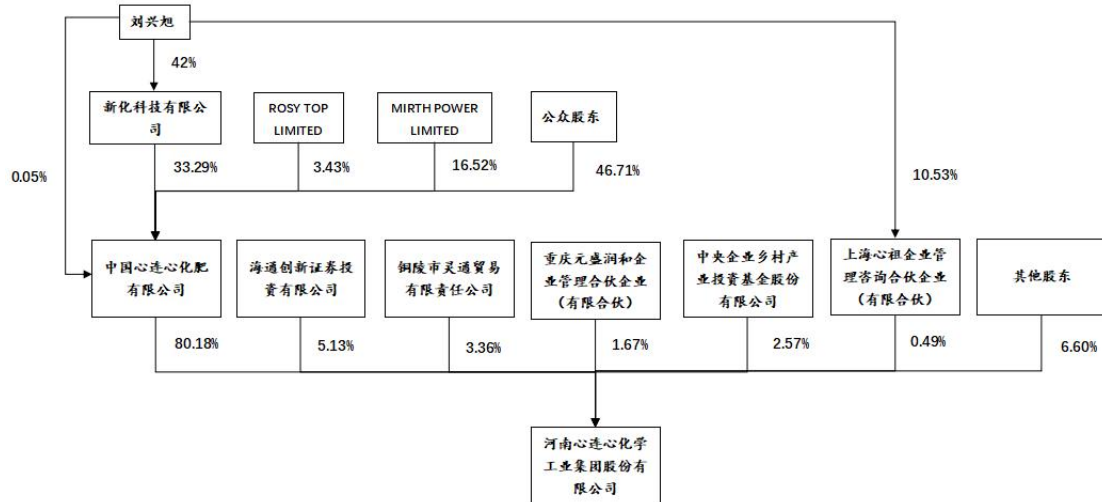 刘兴旭
42%
新化科技有限公
司
ROSY TOP
LIMITED
MIRTH POWER
LIMITED
公众股东
0.05%
33.29%
3.43%
16.52%
46.71%
10.53%
中国心连心化肥
有限公司
海通创新证券投
资有限公司
铜陵市灵通贸易
有限责任公司
重庆元盛润和企
业管理合伙企业
（有限合伙）
中央企业乡村产
业投资基金股份
有限公司
上海心祖企业管
理咨询合伙企业
（有限合伙）
其他股东
80.18%
5.13%
3.36%
1.67%
2.57%
0.49%
6.60%
河南心连心化学
工业集团股份有
限公司